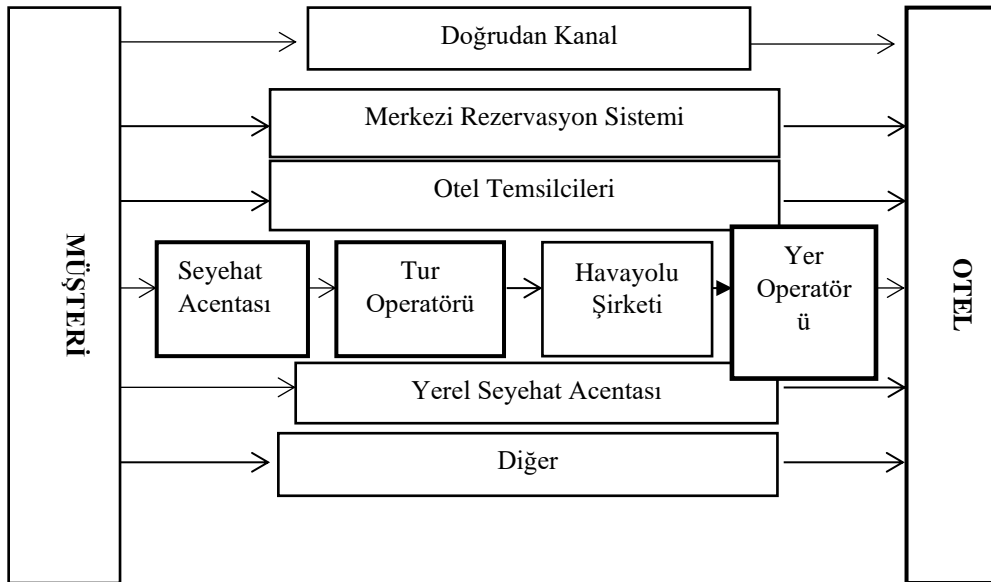 Doğrudan Kanal
Merkezi Rezervasyon Sistemi
Otel Temsilcileri
MÜŞTERİ
Seyehat
Acentası
Tur
Operatörü
Havayolu
Şirketi
Yer
Operatör
ü
OTEL
Yerel Seyehat Acentası
Diğer